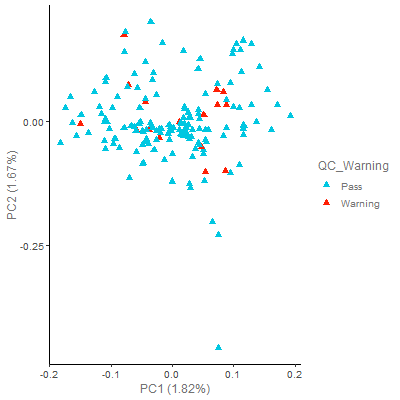 0.00
-0.25
-0.2
-0.1
0.0
0.1
0.2
PC1 (1.82%)
PC2 (1.67%)
QC_Warning
Pass
Warning